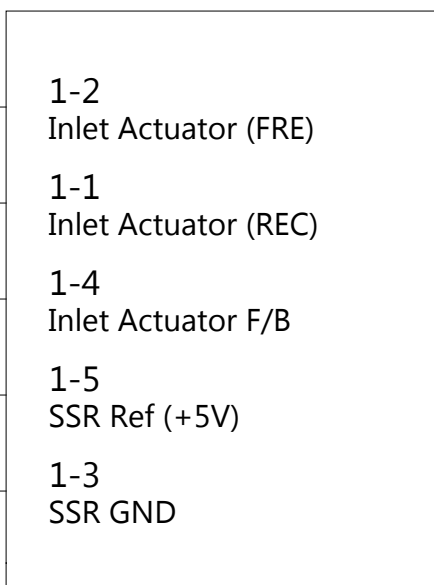 1-2
Inlet Actuator (FRE)
1-1
Inlet Actuator (REC)
1-4
Inlet Actuator F/B
1-5
SSR Ref (+5V)
1-3
SSR GND